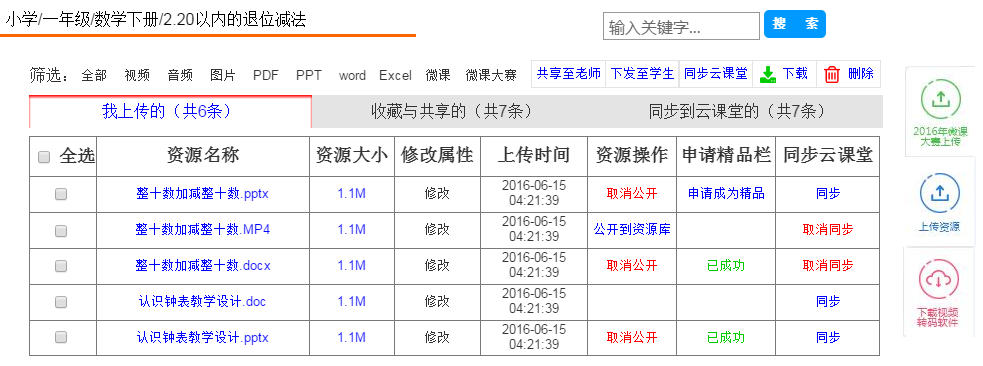 小学/一年级/数学下册/2.20以内的退位减法
输入关键字...
搜 索
筛选: 全部 视频 音频 图片 PDF PPT word Excel 微课 微课大赛 共享至老师 下发至学生 同步云课堂 下载 删除
我上传的（共6条） 收藏与共享的（共7条） 同步到云课堂的（共7条）
全选 资源名称 资源大小 修改属性 上传时间 资源操作 申请精品栏 同步云课堂
整十数加减整十数.pptx 1.1M 修改 2016-06-15 04:21:39 取消公开 申请成为精品 同步
整十数加减整十数.MP4 1.1M 修改 2016-06-15 04:21:39 公开到资源库 取消同步
整十数加减整十数.docx 1.1M 修改 2016-06-15 04:21:39 取消公开 已成功 取消同步
认识钟表教学设计.doc 1.1M 修改 2016-06-15 04:21:39 同步
认识钟表教学设计.pptx 1.1M 修改 2016-06-15 04:21:39 取消公开 已成功 同步
2016年微课
大赛上传
上传资源
下载视频
转码软件